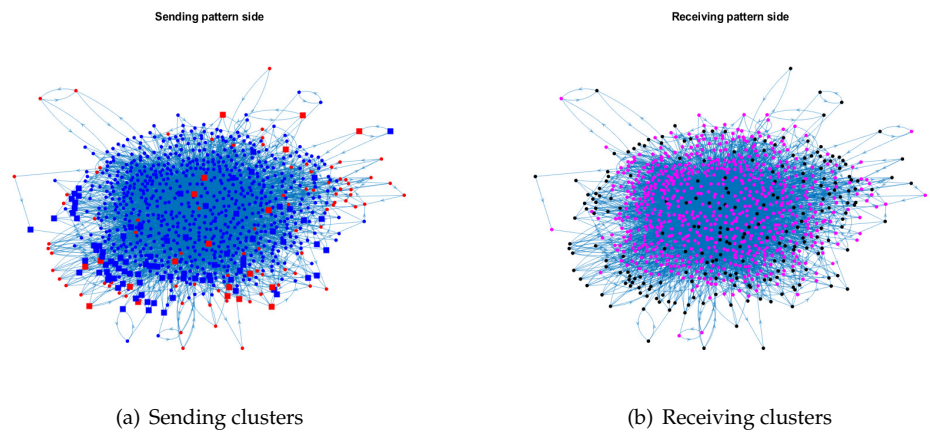 Sending pattern side
Receiving pattern side
(a) Sending clusters
(b) Receiving clusters